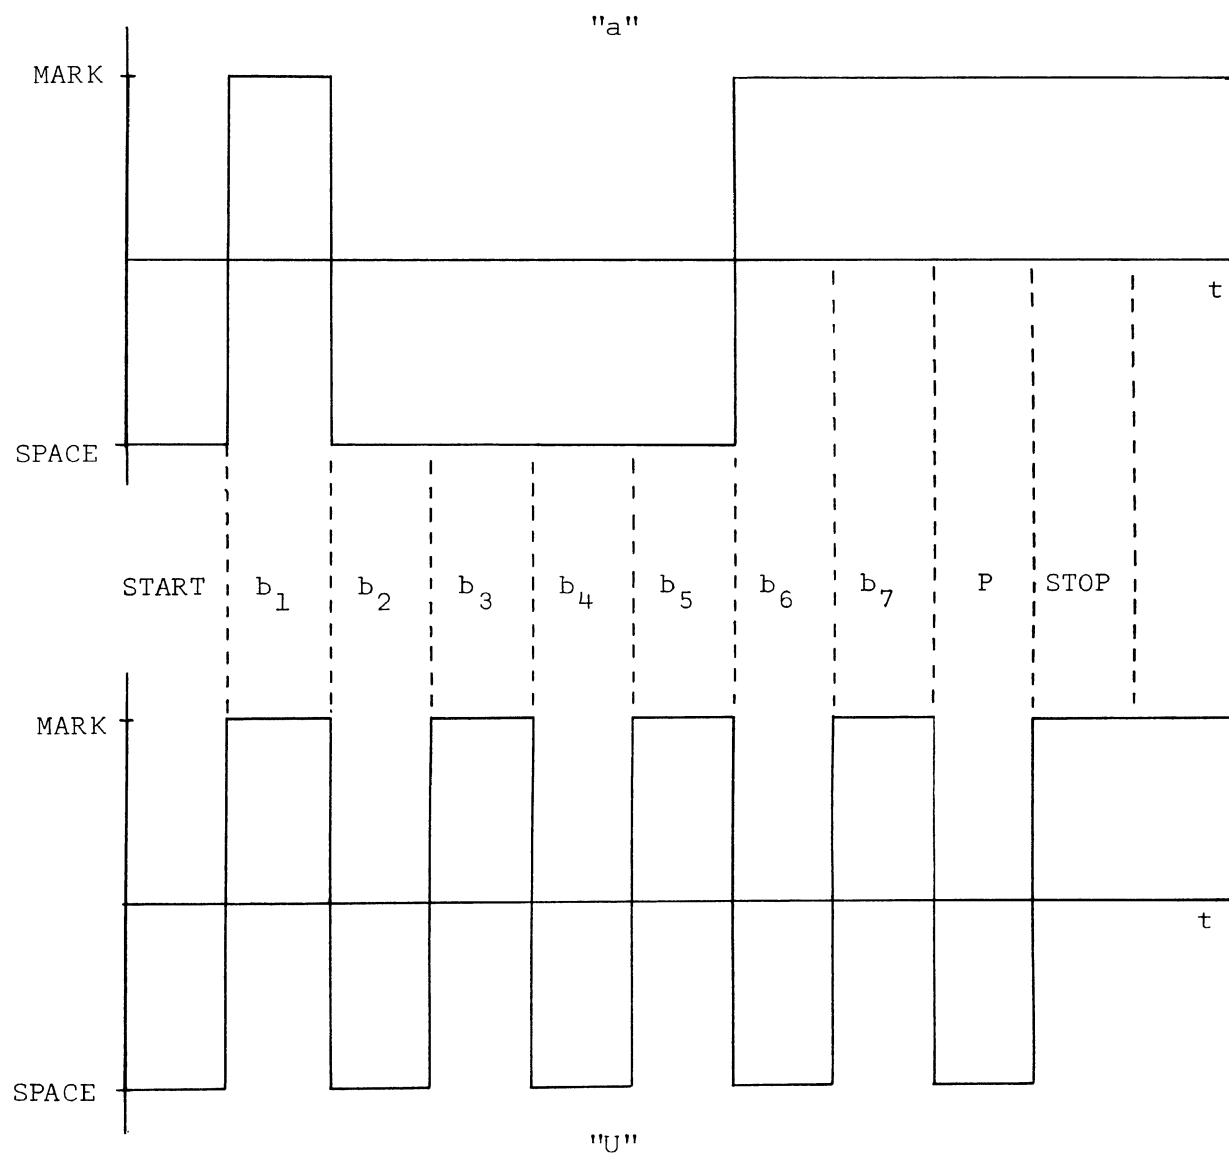 "a"
MARK
t
SPACE
START b₁ b₂ b₃ b₄ b₅ b₆ b₇ P STOP
MARK
t
SPACE
"U"